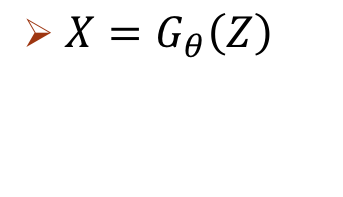 ➢ X = G_θ(Z)